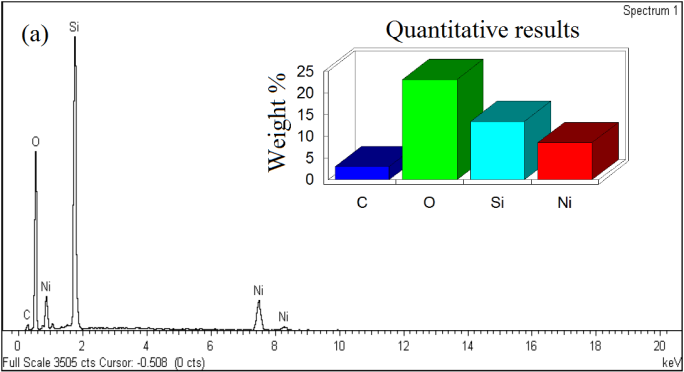 Spectrum 1
(a)
Si
Quantitative results
Weight %
25
20
15
10
5
0
C
O
Si
Ni
O
Ni
C
Ni
Ni
0
2
4
6
8
10
12
14
16
18
20
Full Scale 3505 cts Cursor: -0.508 (0 cts)
keV